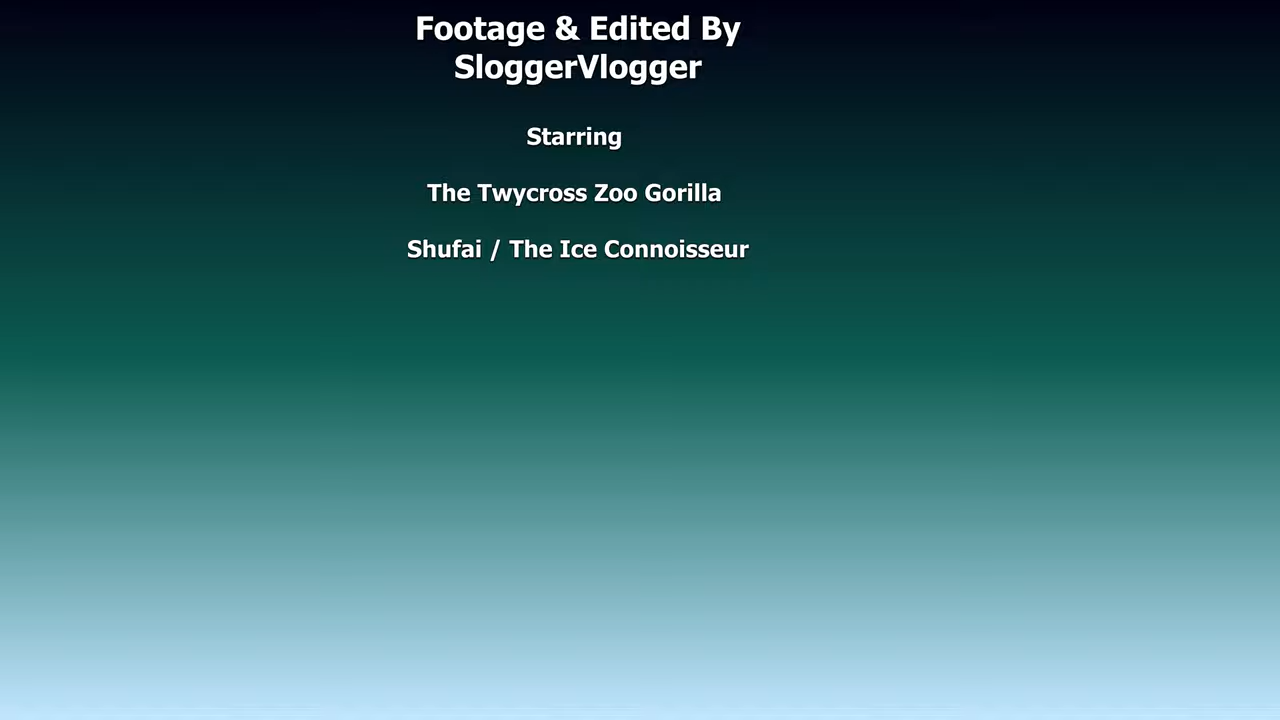 Footage & Edited By
SloggerVlogger
Starring
The Twycross Zoo Gorilla
Shufai / The Ice Connoisseur